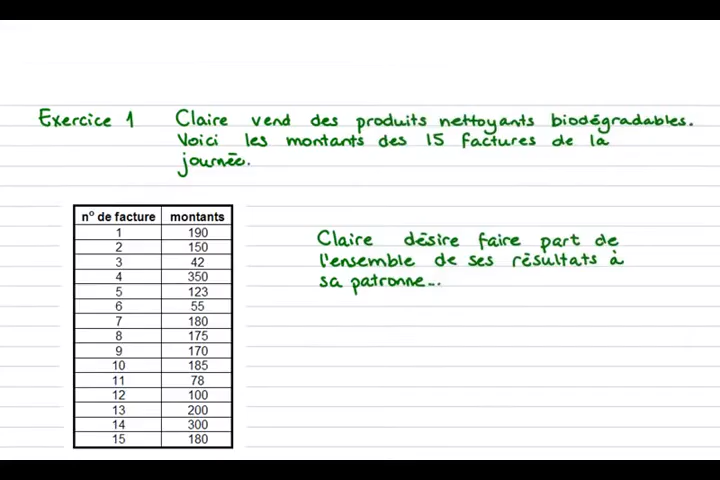 Exercice 1 Claire vend des produits nettoyants biodégradables.
Voici les montants des 15 factures de la
journée.
n° de facture montants
1 190
2 150
3 42
4 350
5 123
6 55
7 180
8 175
9 170
10 185
11 78
12 100
13 200
14 300
15 180
Claire désire faire part de
l'ensemble de ses résultats à
sa patronne...